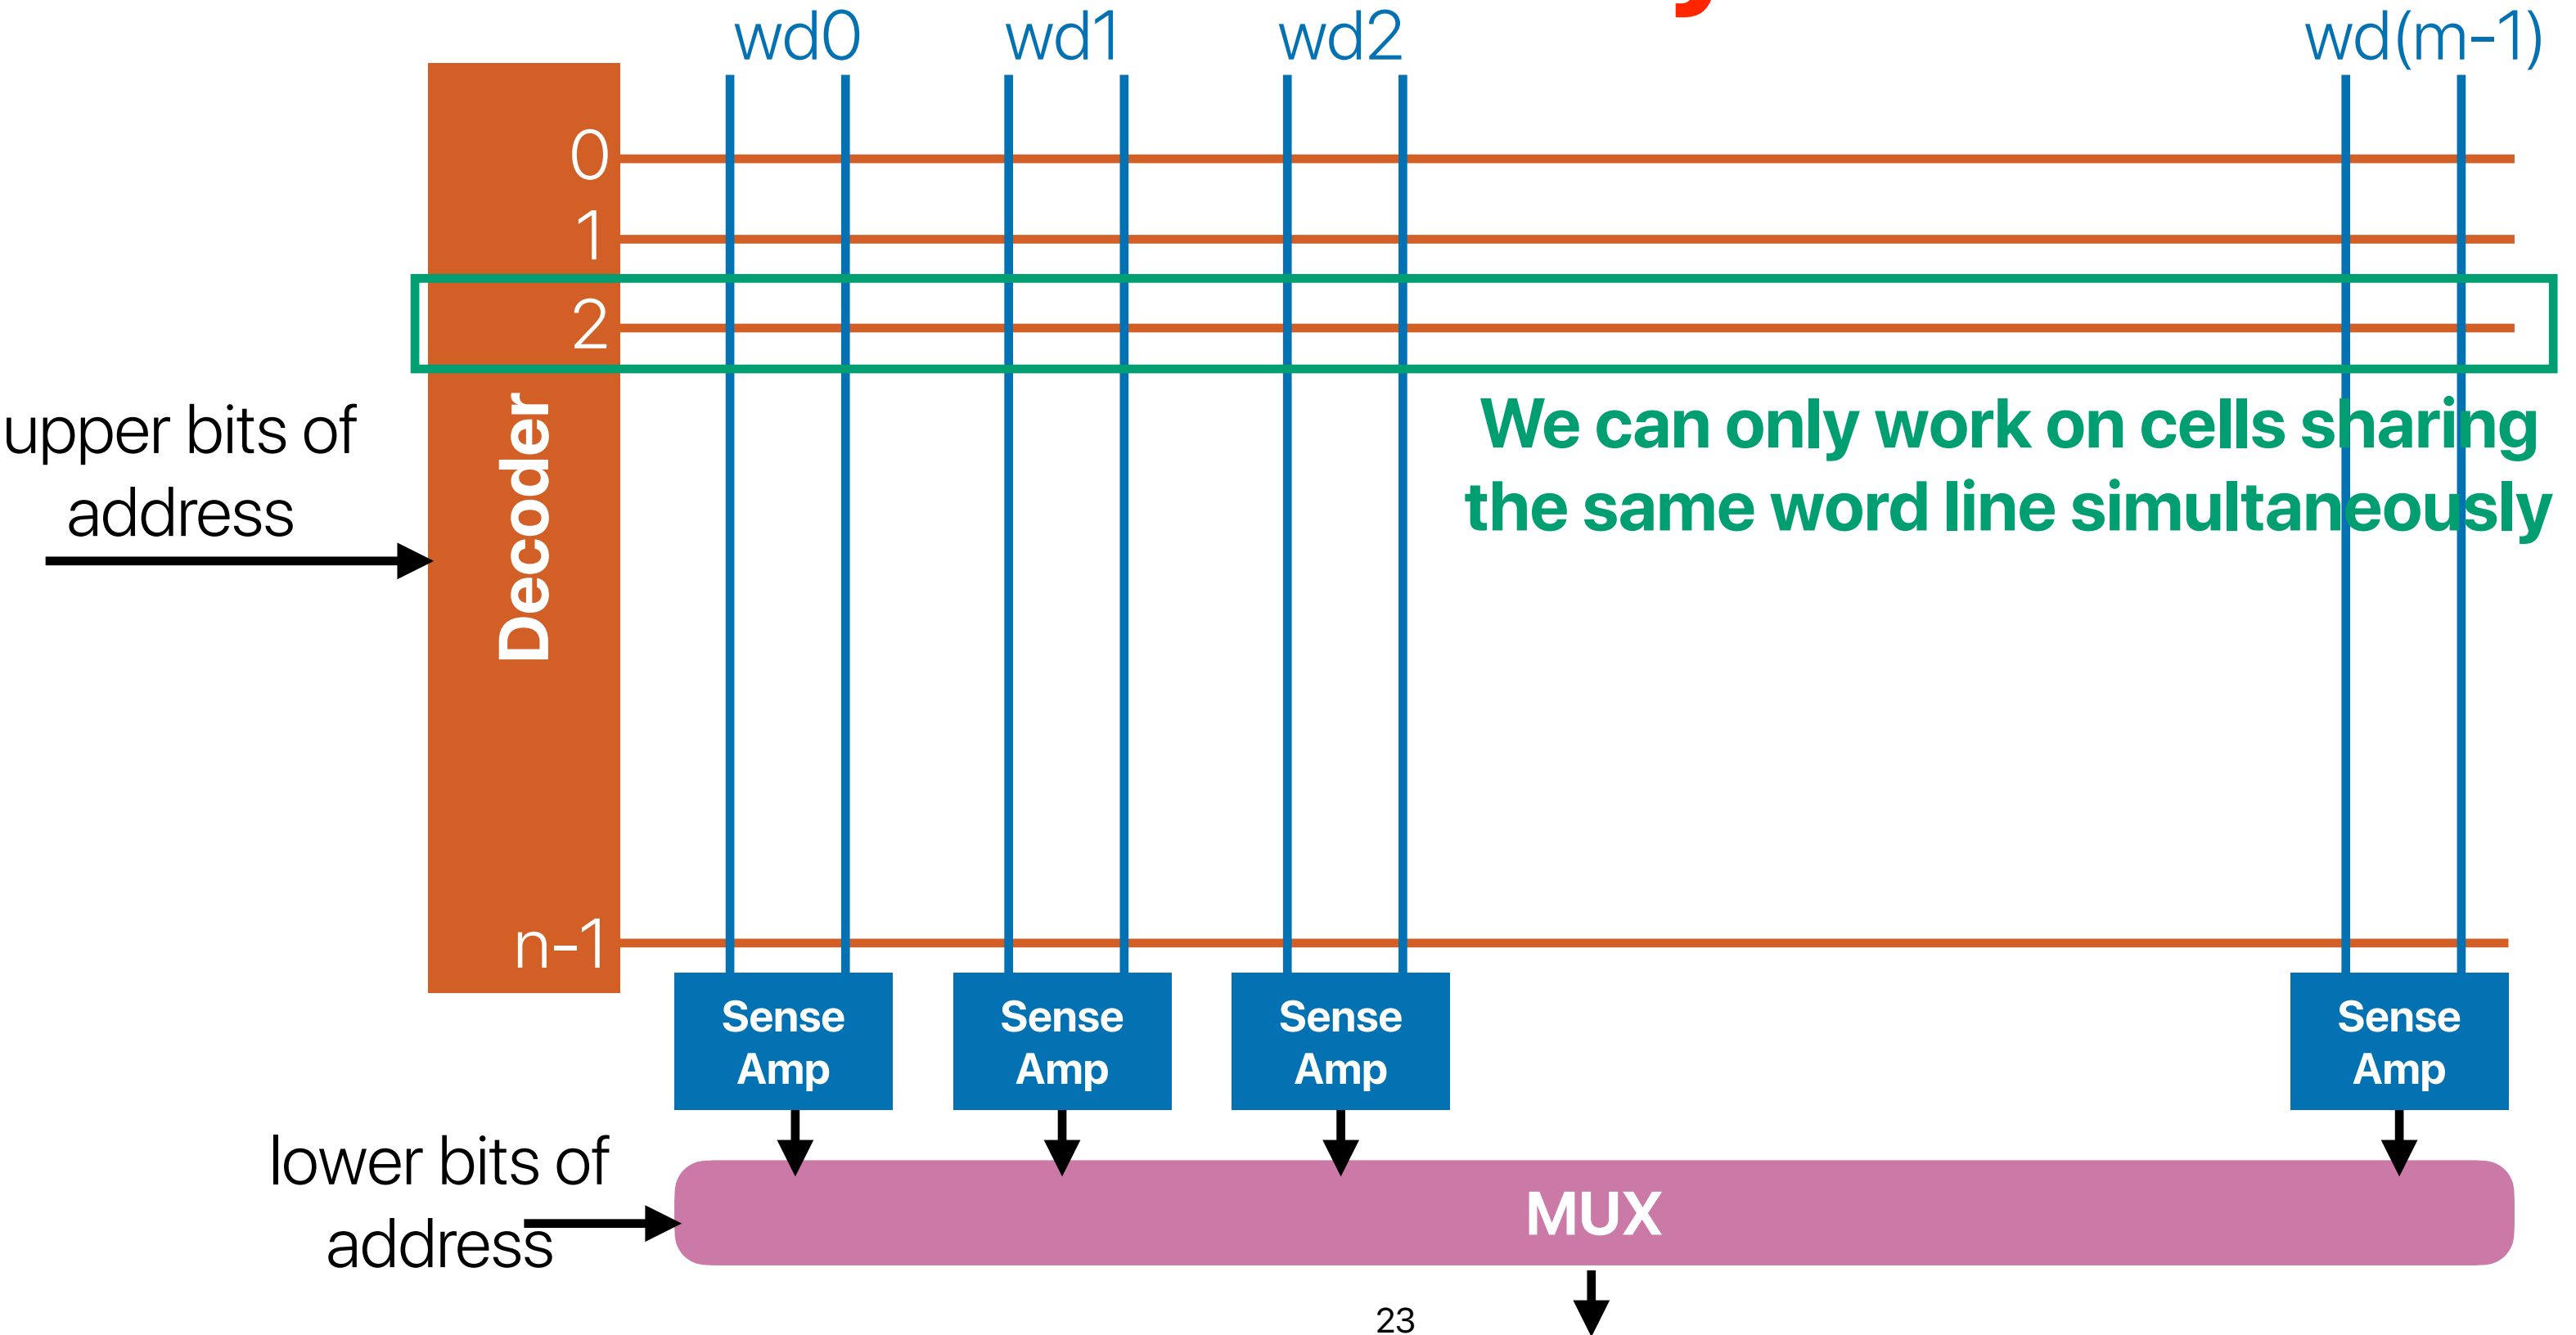 wd0 wd1 wd2 wd(m-1)
0
1
2
We can only work on cells sharing
the same word line simultaneously
upper bits of
address
Decoder
n-1
Sense
Amp
Sense
Amp
Sense
Amp
Sense
Amp
lower bits of
address
MUX
23